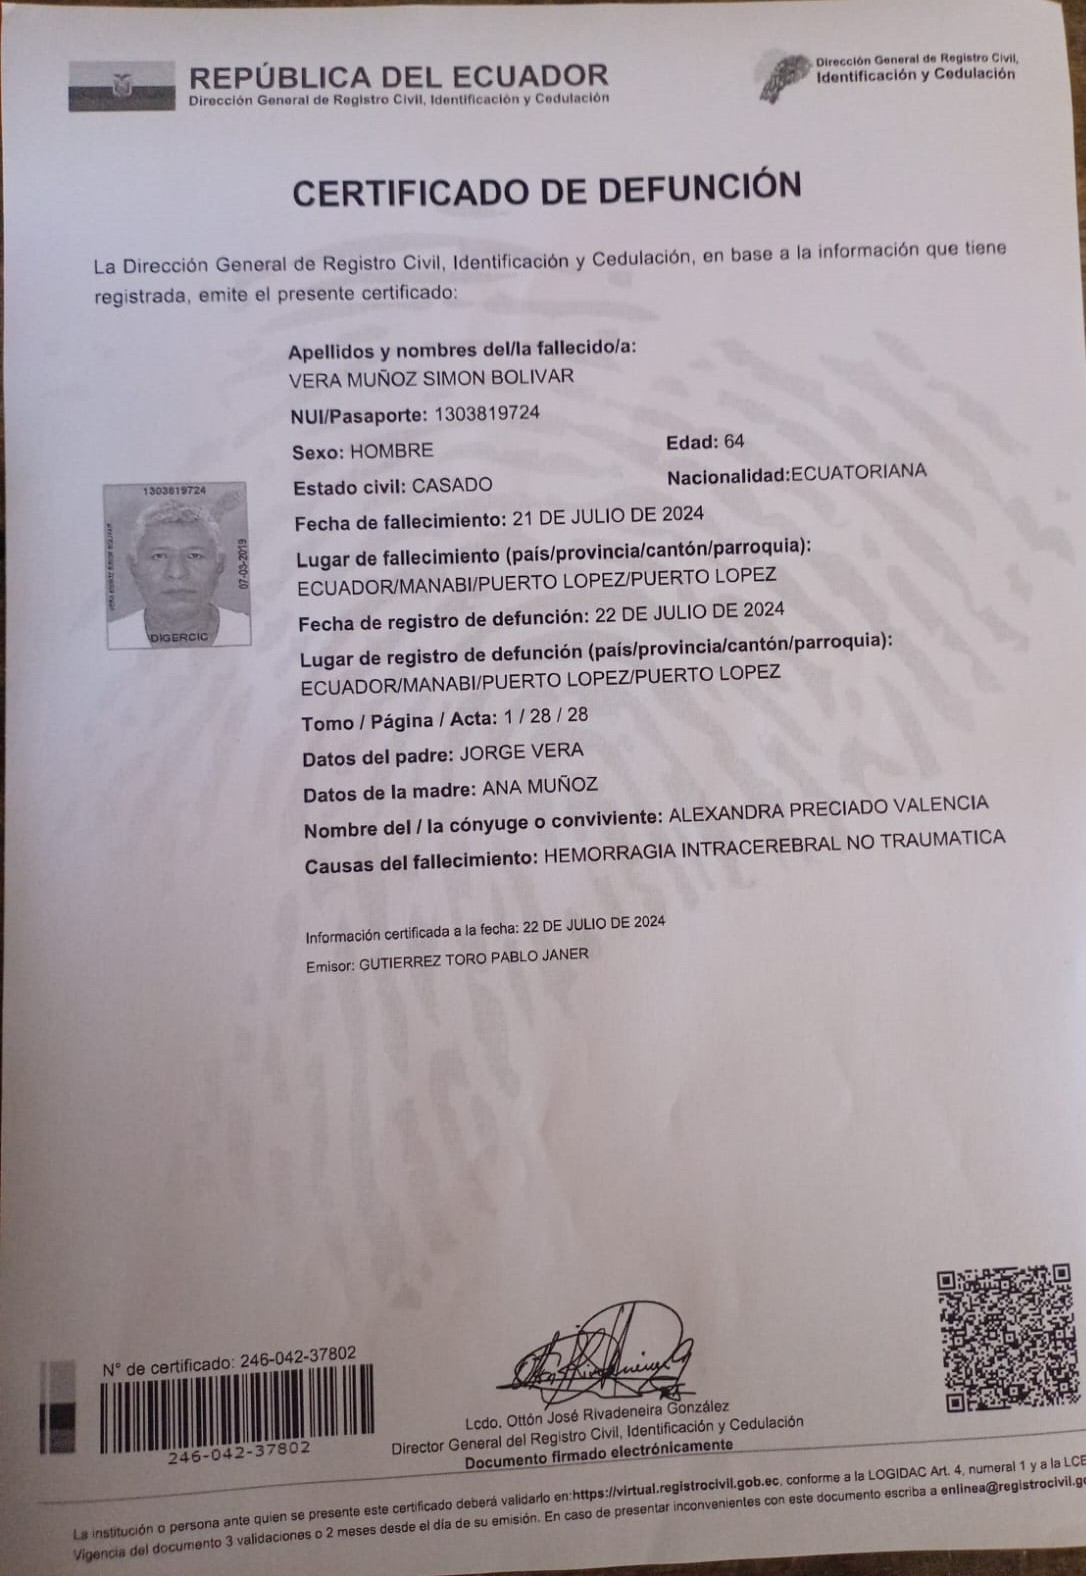 REPÚBLICA DEL ECUADOR
Dirección General de Registro Civil, Identificación y Cedulación
Dirección General de Registro Civil,
Identificación y Cedulación
CERTIFICADO DE DEFUNCIÓN
La Dirección General de Registro Civil, Identificación y Cedulación, en base a la información que tiene
registrada, emite el presente certificado:
Apellidos y nombres del/la fallecido/a:
VERA MUÑOZ SIMON BOLIVAR
NUI/Pasaporte: 1303819724
Sexo: HOMBRE
Edad: 64
Estado civil: CASADO
Nacionalidad:ECUATORIANA
1303819724
07-03-2019
DIGERCIC
Fecha de fallecimiento: 21 DE JULIO DE 2024
Lugar de fallecimiento (país/provincia/cantón/parroquia):
ECUADOR/MANABI/PUERTO LOPEZ/PUERTO LOPEZ
Fecha de registro de defunción: 22 DE JULIO DE 2024
Lugar de registro de defunción (país/provincia/cantón/parroquia):
ECUADOR/MANABI/PUERTO LOPEZ/PUERTO LOPEZ
Tomo / Página / Acta: 1 / 28 / 28
Datos del padre: JORGE VERA
Datos de la madre: ANA MUÑOZ
Nombre del / la cónyuge o conviviente: ALEXANDRA PRECIADO VALENCIA
Causas del fallecimiento: HEMORRAGIA INTRACEREBRAL NO TRAUMATICA
Información certificada a la fecha: 22 DE JULIO DE 2024
Emisor: GUTIERREZ TORO PABLO JANER
N° de certificado: 246-042-37802
246-042-37802
Lcdo. Ottón José Rivadeneira González
Director General del Registro Civil, Identificación y Cedulación
Documento firmado electrónicamente
La institución o persona ante quien se presente este certificado deberá validarlo en:https://virtual.registrocivil.gob.ec, conforme a la LOGIDAC Art. 4, numeral 1 y a la LCE
Vigencia del documento 3 validaciones o 2 meses desde el día de su emisión. En caso de presentar inconvenientes con este documento escriba a enlinea@registrocivil.go